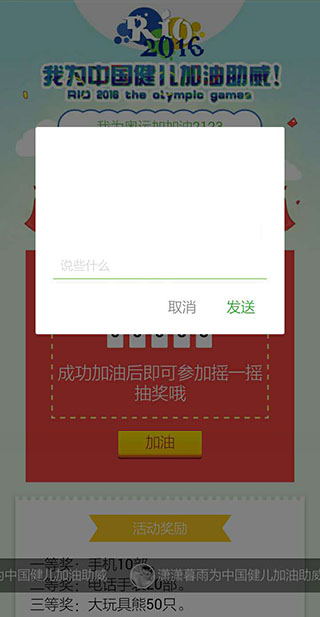 RIO
2016
我为中国健儿加油助威!
RIO 2016 the olympic games
我为奥运加加油2123
说些什么
取消 发送
成功加油后即可参加摇一摇
抽奖哦
加油
活动奖励
一等奖：手机10部
为中国健儿加油助威 潇潇暮雨为中国健儿加油助威
二等奖：电话手表20部。
三等奖：大玩具熊50只。